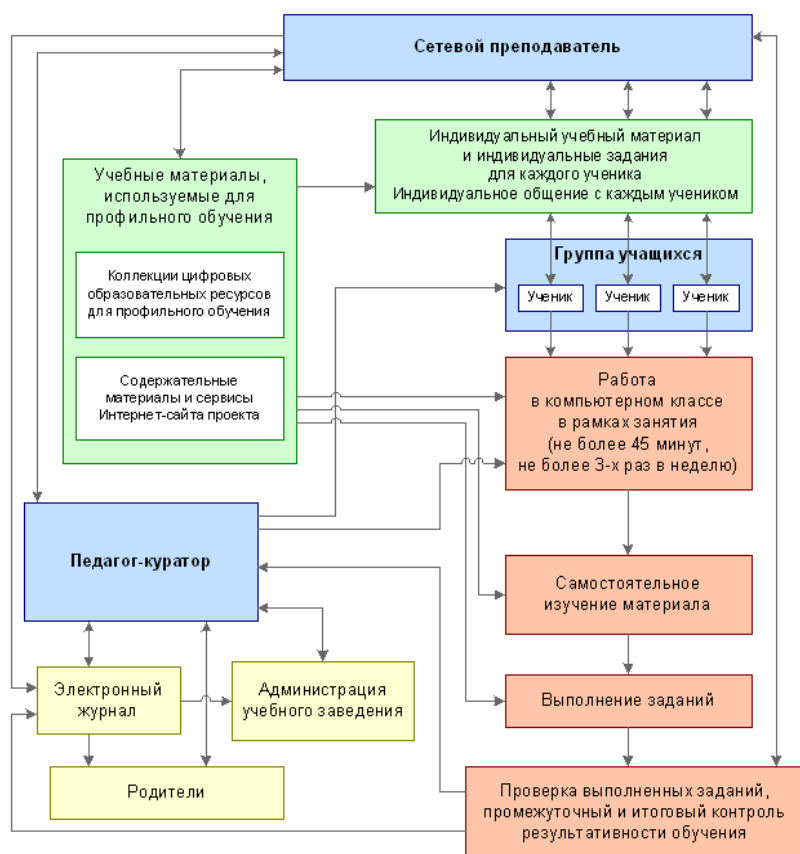 Сетевой преподаватель
Индивидуальный учебный материал
и индивидуальные задания
для каждого ученика
Индивидуальное общение с каждым учеником
Учебные материалы,
используемые для
профильного обучения
Коллекции цифровых
образовательных ресурсов
для профильного обучения
Содержательные
материалы и сервисы
Интернет-сайта проекта
Группа учащихся
Ученик
Ученик
Ученик
Работа
в компьютерном классе
в рамках занятия
(не более 45 минут,
не более 3-х раз в неделю)
Педагог-куратор
Самостоятельное
изучение материала
Электронный
журнал
Администрация
учебного заведения
Выполнение заданий
Родители
Проверка выполненных заданий,
промежуточный и итоговый контроль
результативности обучения